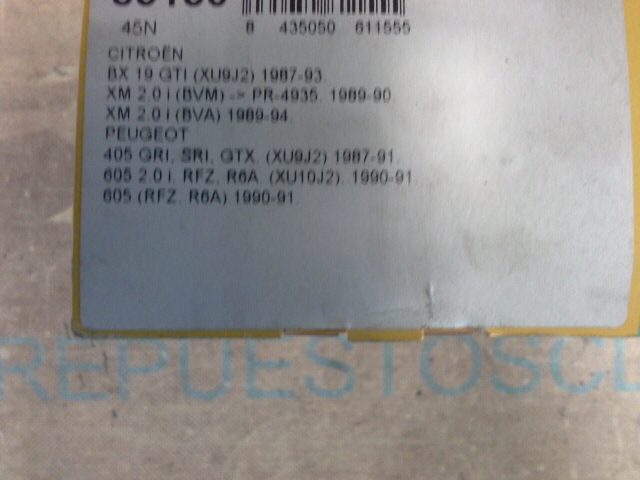 45N 8 435050 611555
CITROËN
BX 19 GTI (XU9J2) 1987-93.
XM 2.0 i (BVM) -> PR-4935. 1989-90.
XM 2.0 i (BVA) 1989-94.
PEUGEOT
405 GRI, SRI, GTX. (XU9J2) 1987-91.
605 2.0 i. RFZ. R6A. (XU10J2). 1990-91.
605 (RFZ. R6A) 1990-91.